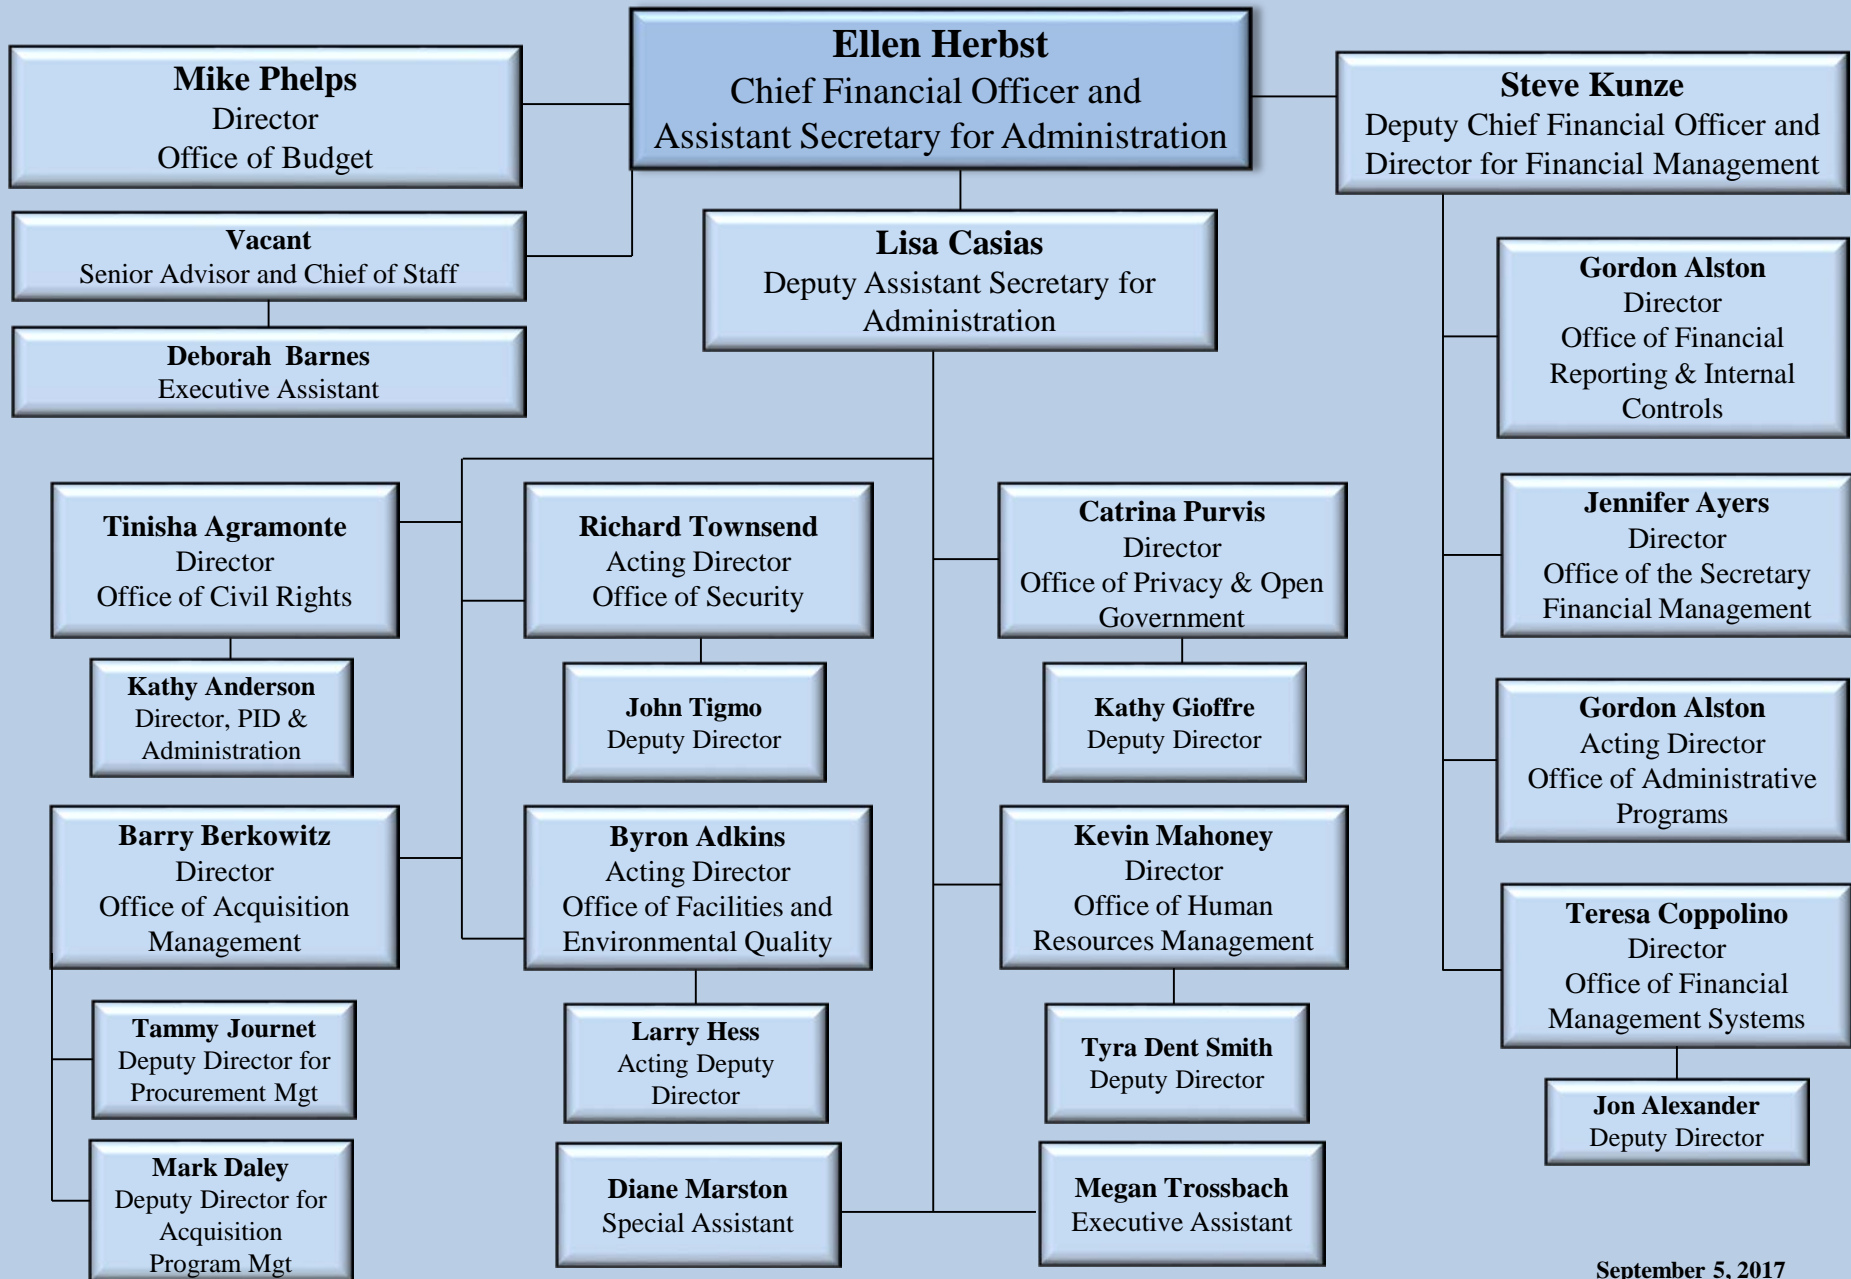 Ellen Herbst
Chief Financial Officer and
Assistant Secretary for Administration
Mike Phelps
Director
Office of Budget
Steve Kunze
Deputy Chief Financial Officer and
Director for Financial Management
Vacant
Senior Advisor and Chief of Staff
Deborah  Barnes
Executive Assistant
Lisa Casias
Deputy Assistant Secretary for
Administration
Gordon Alston
Director
Office of Financial
Reporting & Internal
Controls
Jennifer Ayers
Director
Office of the Secretary
Financial Management
Gordon Alston
Acting Director
Office of Administrative
Programs
Teresa Coppolino
Director
Office of Financial
Management Systems
Jon Alexander
Deputy Director
Tinisha Agramonte
Director
Office of Civil Rights
Kathy Anderson
Director, PID &
Administration
Richard Townsend
Acting Director
Office of Security
John Tigmo
Deputy Director
Catrina Purvis
Director
Office of Privacy & Open
Government
Kathy Gioffre
Deputy Director
Barry Berkowitz
Director
Office of Acquisition
Management
Tammy Journet
Deputy Director for
Procurement Mgt
Mark Daley
Deputy Director for
Acquisition
Program Mgt
Byron Adkins
Acting Director
Office of Facilities and
Environmental Quality
Larry Hess
Acting Deputy
Director
Kevin Mahoney
Director
Office of Human
Resources Management
Tyra Dent Smith
Deputy Director
Diane Marston
Special Assistant
Megan Trossbach
Executive Assistant
September 5, 2017